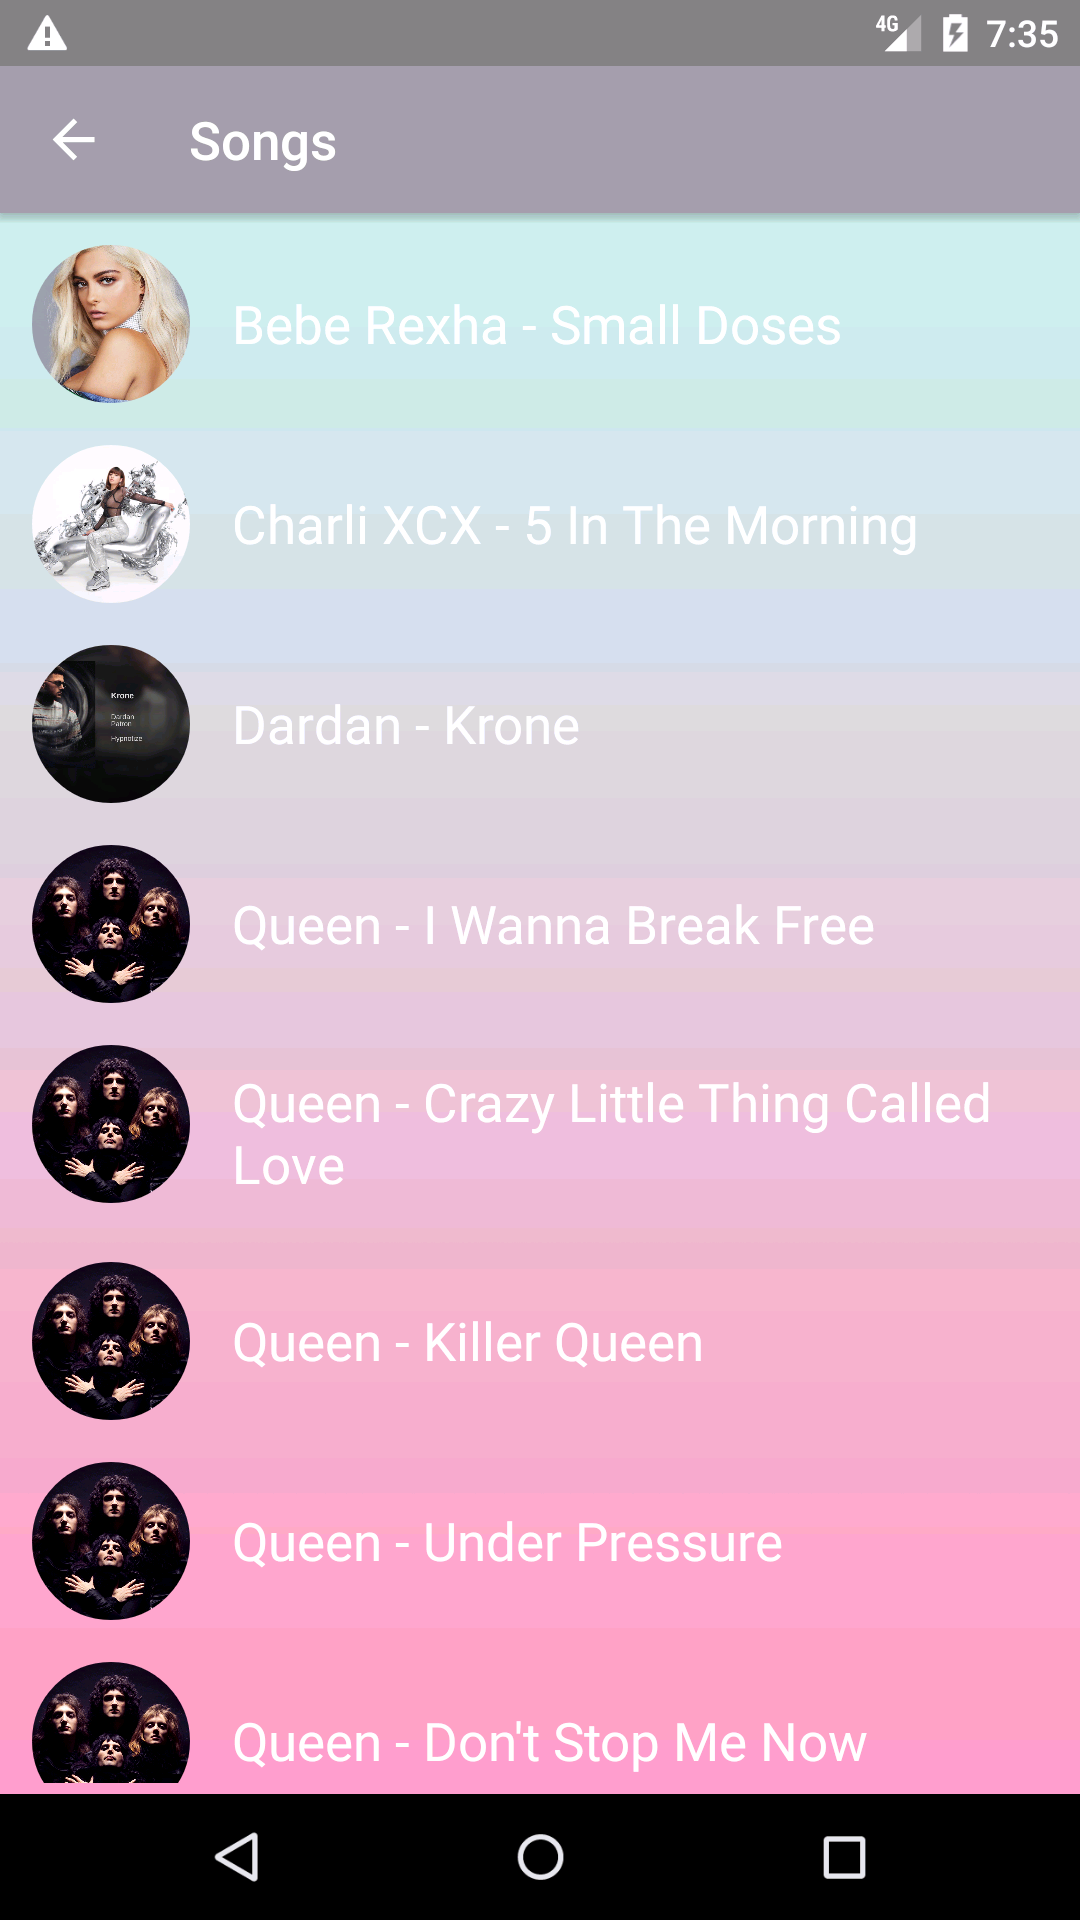 4G 7:35
Songs
Bebe Rexha - Small Doses
Charli XCX - 5 In The Morning
Krone
Dardan
Patron
Hypnotize
Dardan - Krone
Queen - I Wanna Break Free
Queen - Crazy Little Thing Called
Love
Queen - Killer Queen
Queen - Under Pressure
Queen - Don't Stop Me Now